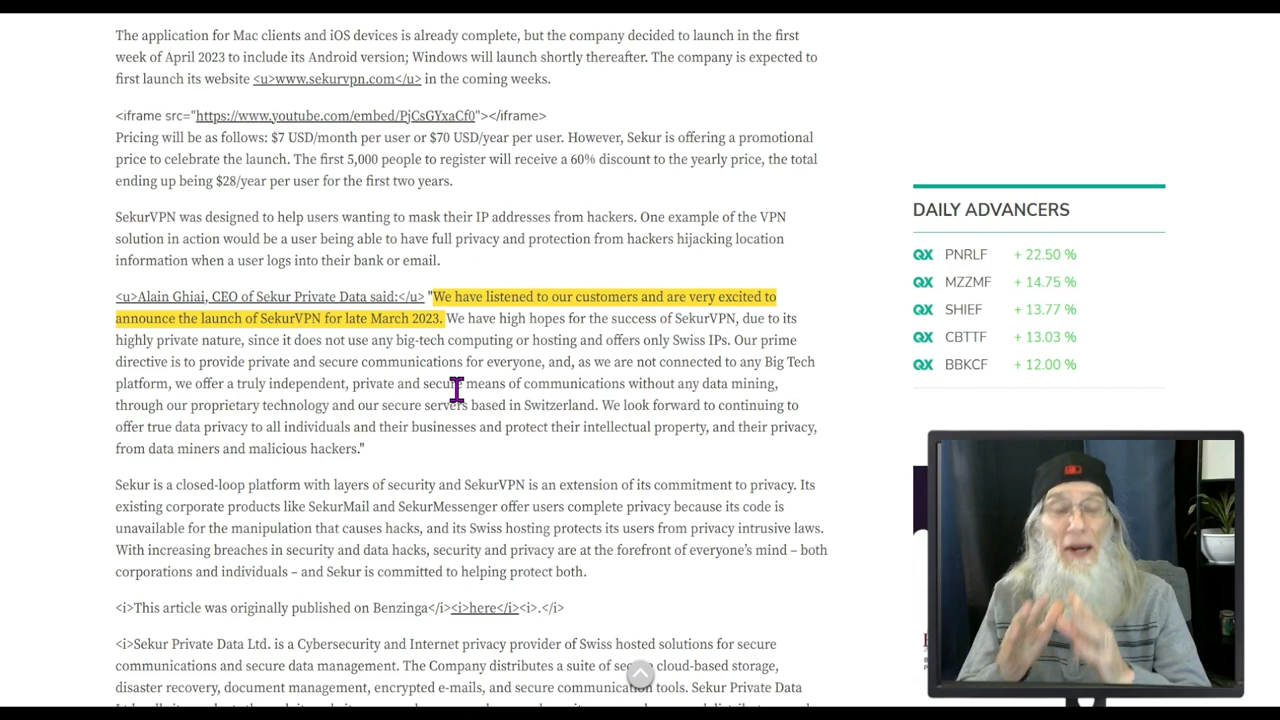 The application for Mac clients and iOS devices is already complete, but the company decided to launch in the first
week of April 2023 to include its Android version; Windows will launch shortly thereafter. The company is expected to
first launch its website <u>www.sekurvpn.com</u> in the coming weeks.
<iframe src="https://www.youtube.com/embed/PjCsGYxaCf0"></iframe>
Pricing will be as follows: $7 USD/month per user or $70 USD/year per user. However, Sekur is offering a promotional
price to celebrate the launch. The first 5,000 people to register will receive a 60% discount to the yearly price, the total
ending up being $28/year per user for the first two years.
SekurVPN was designed to help users wanting to mask their IP addresses from hackers. One example of the VPN
solution in action would be a user being able to have full privacy and protection from hackers hijacking location
information when a user logs into their bank or email.
<u>Alain Ghiai, CEO of Sekur Private Data said:</u> "We have listened to our customers and are very excited to
announce the launch of SekurVPN for late March 2023. We have high hopes for the success of SekurVPN, due to its
highly private nature, since it does not use any big-tech computing or hosting and offers only Swiss IPs. Our prime
directive is to provide private and secure communications for everyone, and, as we are not connected to any Big Tech
platform, we offer a truly independent, private and secure means of communications without any data mining,
through our proprietary technology and our secure servers based in Switzerland. We look forward to continuing to
offer true data privacy to all individuals and their businesses and protect their intellectual property, and their privacy,
from data miners and malicious hackers."
Sekur is a closed-loop platform with layers of security and SekurVPN is an extension of its commitment to privacy. Its
existing corporate products like SekurMail and SekurMessenger offer users complete privacy because its code is
unavailable for the manipulation that causes hacks, and its Swiss hosting protects its users from privacy intrusive laws.
With increasing breaches in security and data hacks, security and privacy are at the forefront of everyone's mind – both
corporations and individuals – and Sekur is committed to helping protect both.
<i>This article was originally published on Benzinga</i><i>here</i><i>.</i>
<i>Sekur Private Data Ltd. is a Cybersecurity and Internet privacy provider of Swiss hosted solutions for secure
communications and secure data management. The Company distributes a suite of secure cloud-based storage,
disaster recovery, document management, encrypted e-mails, and secure communication tools. Sekur Private Data
DAILY ADVANCERS
QX PNRLF + 22.50 %
QX MZZMF + 14.75 %
QX SHIEF + 13.77 %
QX CBTTF + 13.03 %
QX BBKCF + 12.00 %